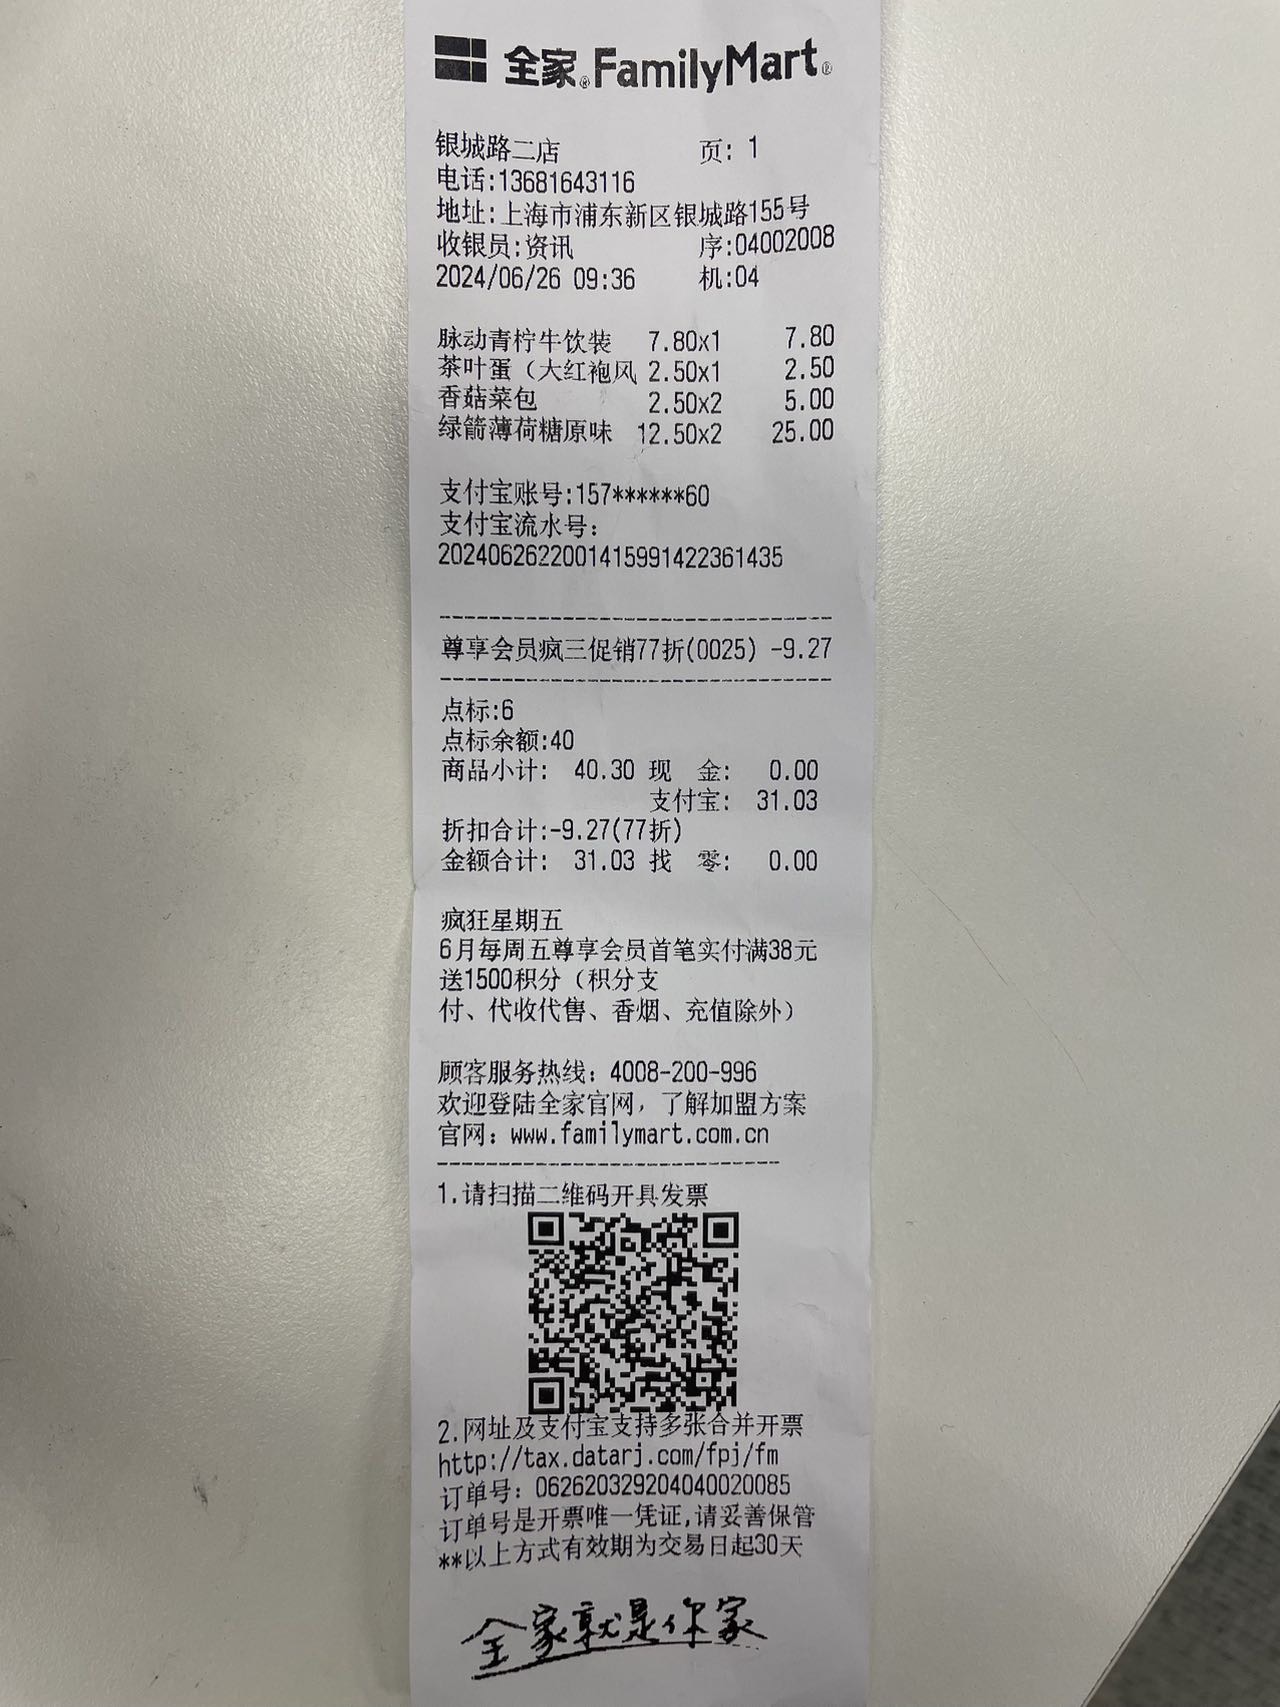 全家® FamilyMart®
银城路二店 页: 1
电话:13681643116
地址:上海市浦东新区银城路155号
收银员:资讯 序:04002008
2024/06/26 09:36 机:04
脉动青柠牛饮装 7.80x1 7.80
茶叶蛋（大红袍风 2.50x1 2.50
香菇菜包 2.50x2 5.00
绿箭薄荷糖原味 12.50x2 25.00
支付宝账号:157******60
支付宝流水号:
2024062622001415991422361435
尊享会员疯三促销77折(0025) -9.27
点标:6
点标余额:40
商品小计: 40.30 现 金: 0.00
支付宝: 31.03
折扣合计:-9.27(77折)
金额合计: 31.03 找 零: 0.00
疯狂星期五
6月每周五尊享会员首笔实付满38元
送1500积分（积分支
付、代收代售、香烟、充值除外）
顾客服务热线: 4008-200-996
欢迎登陆全家官网，了解加盟方案
官网: www.familymart.com.cn
1.请扫描二维码开具发票
2.网址及支付宝支持多张合并开票
http://tax.datarj.com/fpj/fm
订单号: 062620329204040020085
订单号是开票唯一凭证,请妥善保管
**以上方式有效期为交易日起30天
全家就是你家